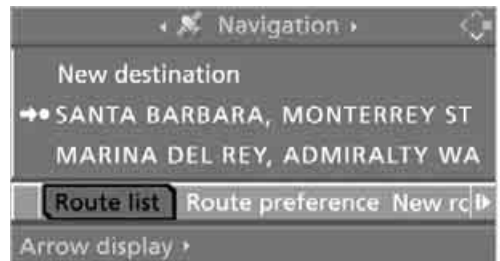 Navigation
New destination
SANTA BARBARA, MONTERREY ST
MARINA DEL REY, ADMIRALTY WA
Route list Route preference New rc
Arrow display